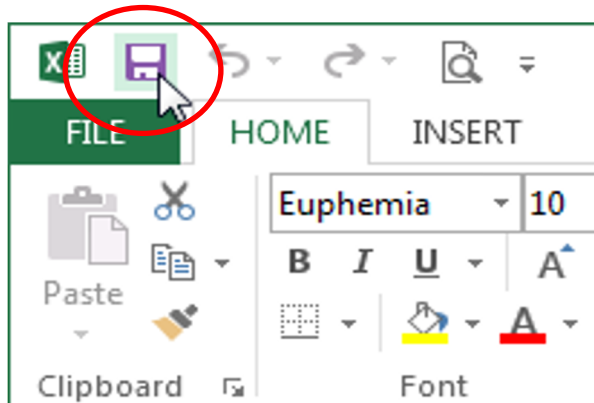 FILE HOME INSERT
Euphemia 10
B I U A
Paste A
Clipboard Font